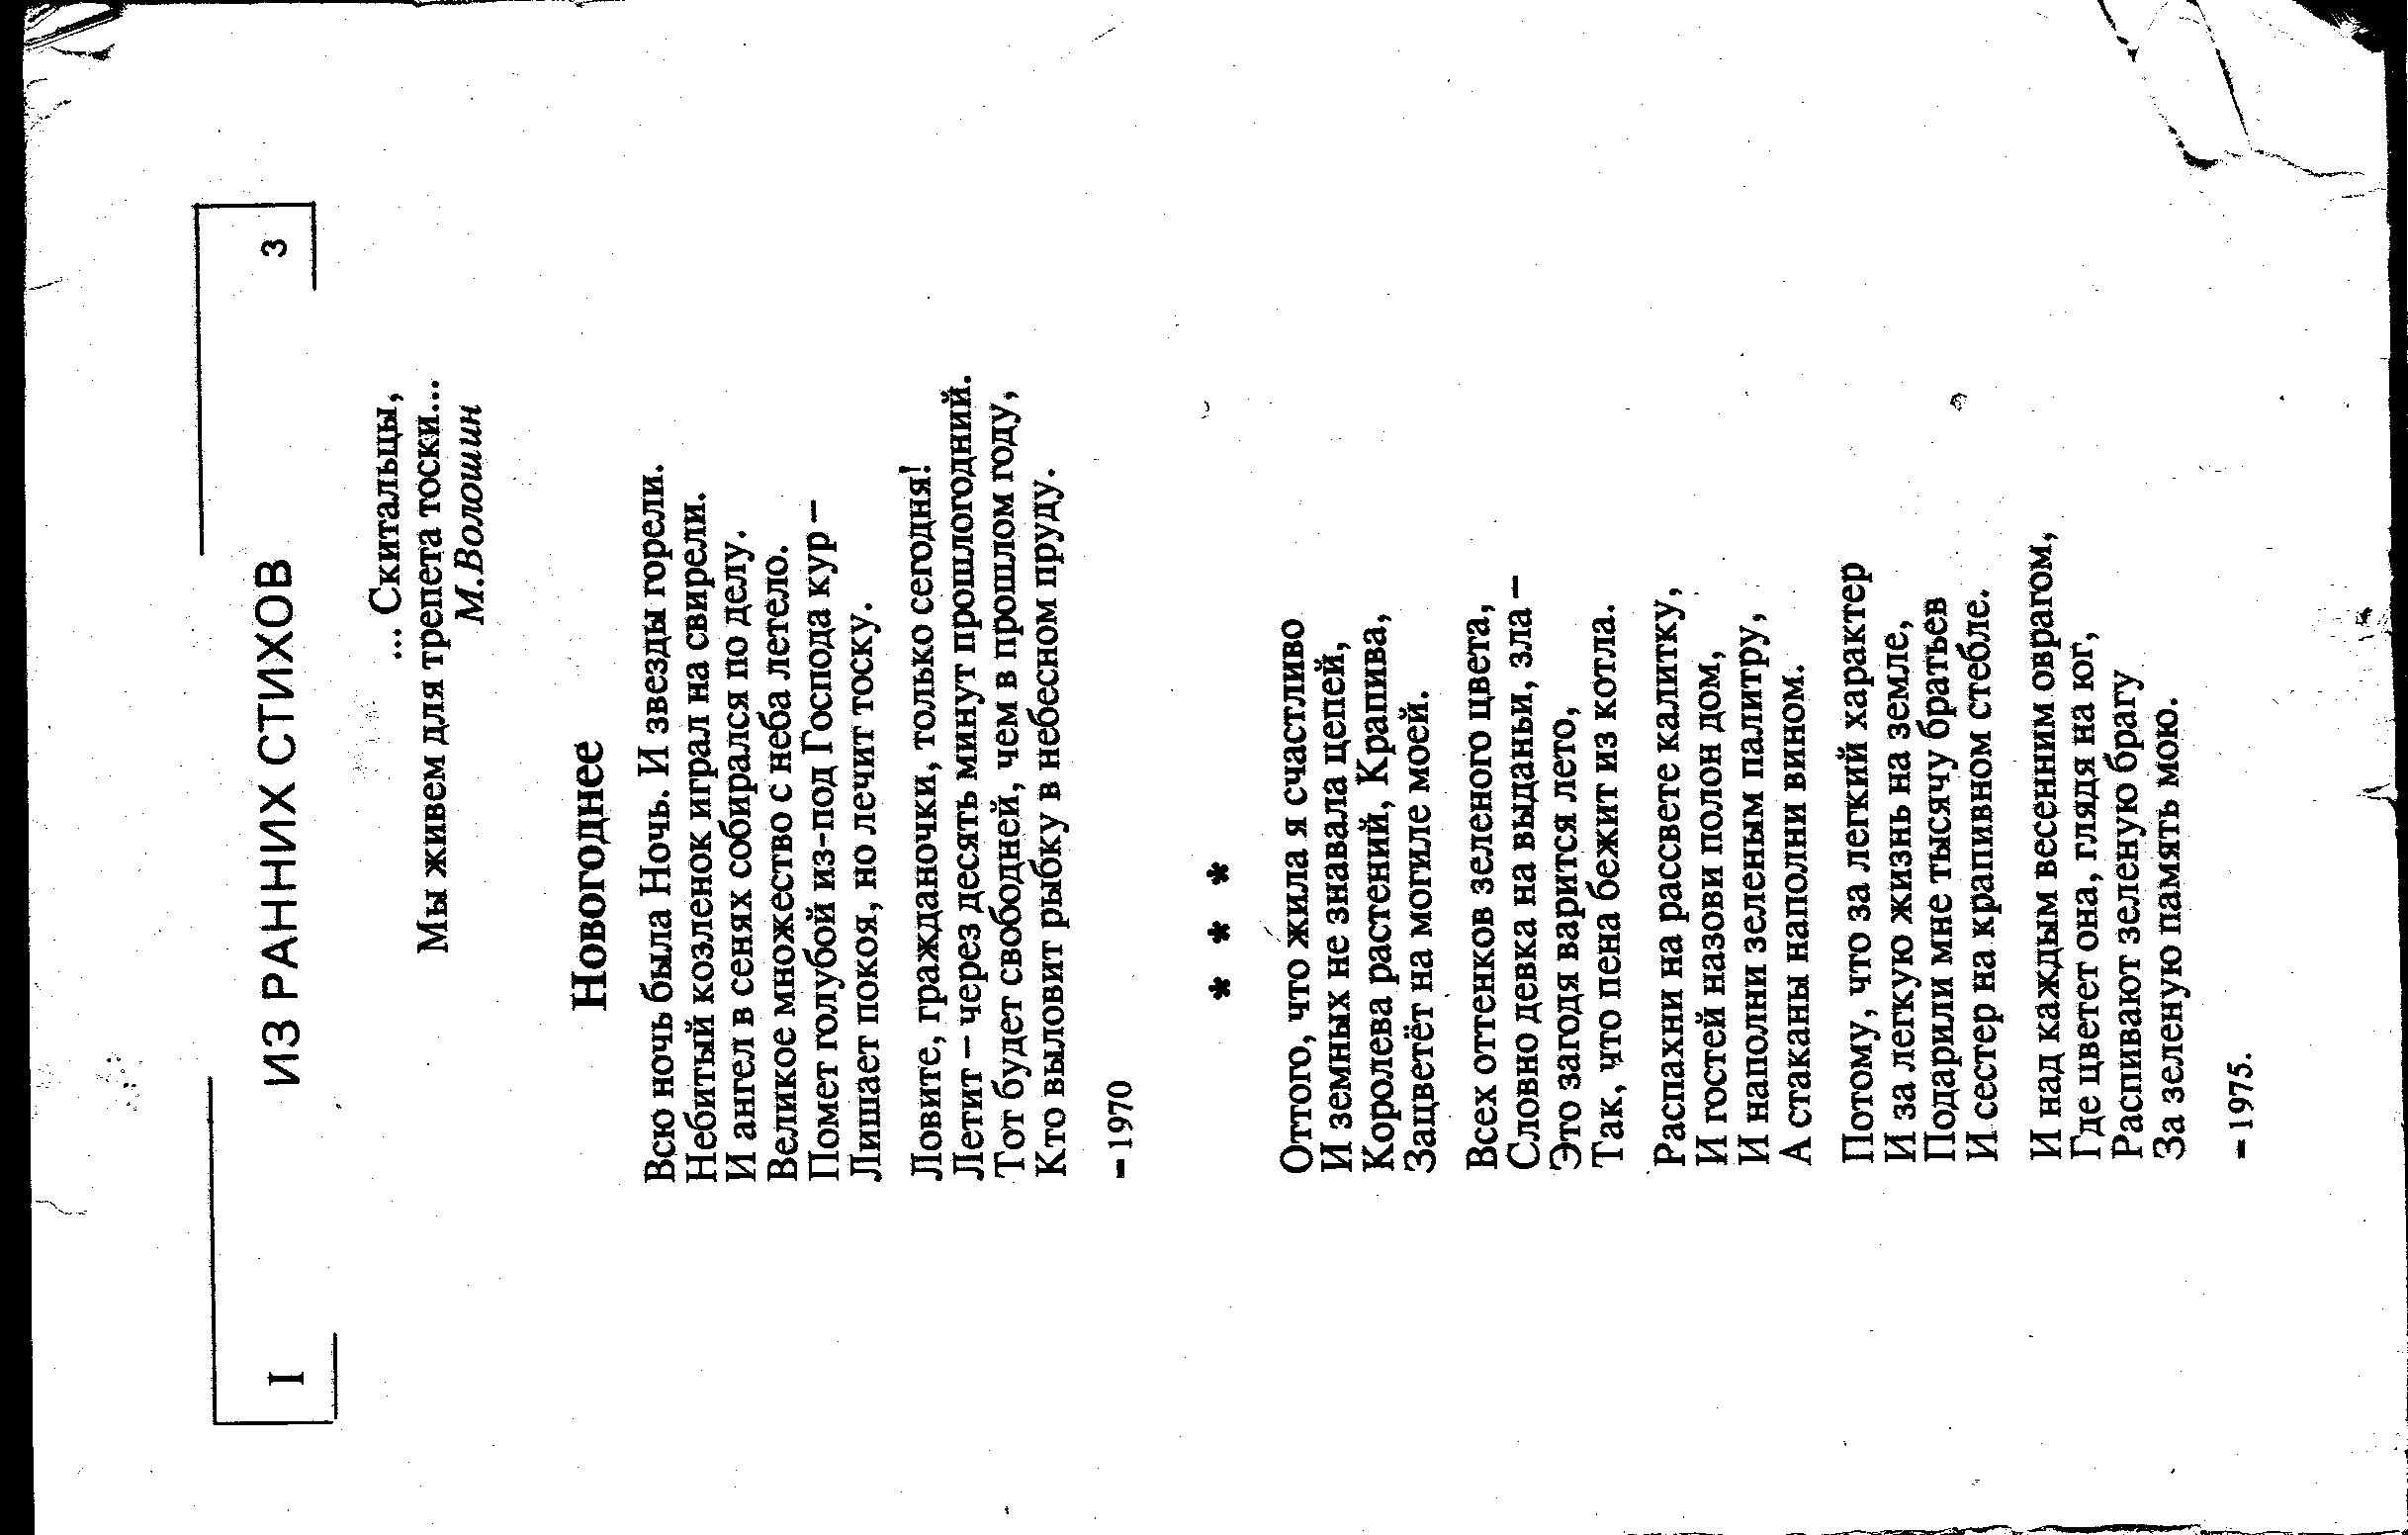 I
ИЗ РАННИХ СТИХОВ
3
... Скитальцы,
Мы живем для трепета тоски...
М.Волошин
Новогоднее
Всю ночь была Ночь. И звезды горели.
Небитый козленок играл на свирели.
И ангел в сенях собирался по делу.
Великое множество с неба летело.
Помет голубой из-под Господа кур –
Лишает покоя, но лечит тоску.
Ловите, гражданочки, только сегодня!
Летит – через десять минут прошлогодний.
Тот будет свободней, чем в прошлом году,
Кто выловит рыбку в небесном пруду.
– 1970
* * *
Оттого, что жила я счастливо
И земных не знавала цепей,
Королева растений, Крапива,
Зацветёт на могиле моей.
Всех оттенков зеленого цвета,
Словно девка на выданьи, зла –
Это загодя варится лето,
Так, что пена бежит из котла.
Распахни на рассвете калитку,
И гостей назови полон дом,
И наполни зеленым палитру,
А стаканы наполни вином.
Потому, что за легкий характер
И за легкую жизнь на земле,
Подарили мне тысячу братьев
И сестер на крапивном стебле.
И над каждым весенним оврагом,
Где цветет она, глядя на юг,
Распивают зеленую брагу
За зеленую память мою.
– 1975.